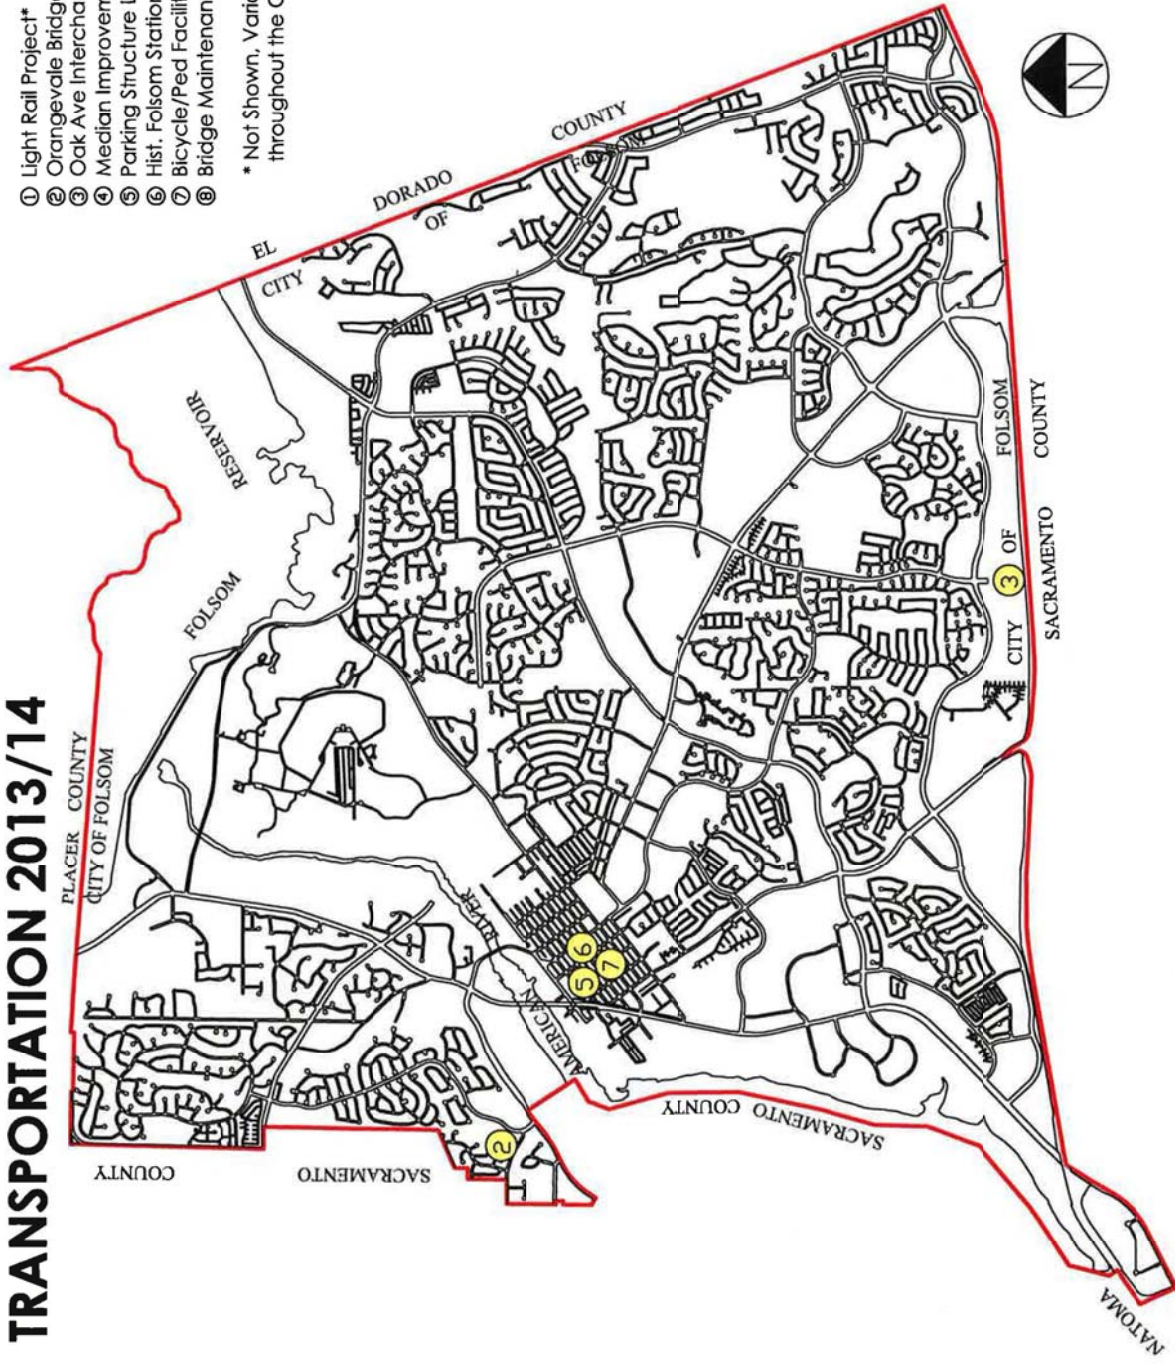 TRANSPORTATION 2013/14
① Light Rail Project*
② Orangevale Bridg
③ Oak Ave Intercha
④ Median Improvem
⑤ Parking Structure L
⑥ Hist. Folsom Station
⑦ Bicycle/Ped Facilit
⑧ Bridge Maintenan
* Not Shown, Vario
throughout the C
PLACER COUNTY
CITY OF FOLSOM
FOLSOM
RESERVOIR
EL DORADO COUNTY
CITY OF FOLSOM
COUNTY
SACRAMENTO
AMERICAN RIVER
COUNTY
SACRAMENTO
CITY OF FOLSOM
SACRAMENTO COUNTY
NATOMA
2
3
5
6
7
N